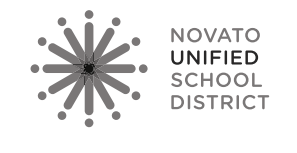 NOVATO
UNIFIED
SCHOOL
DISTRICT